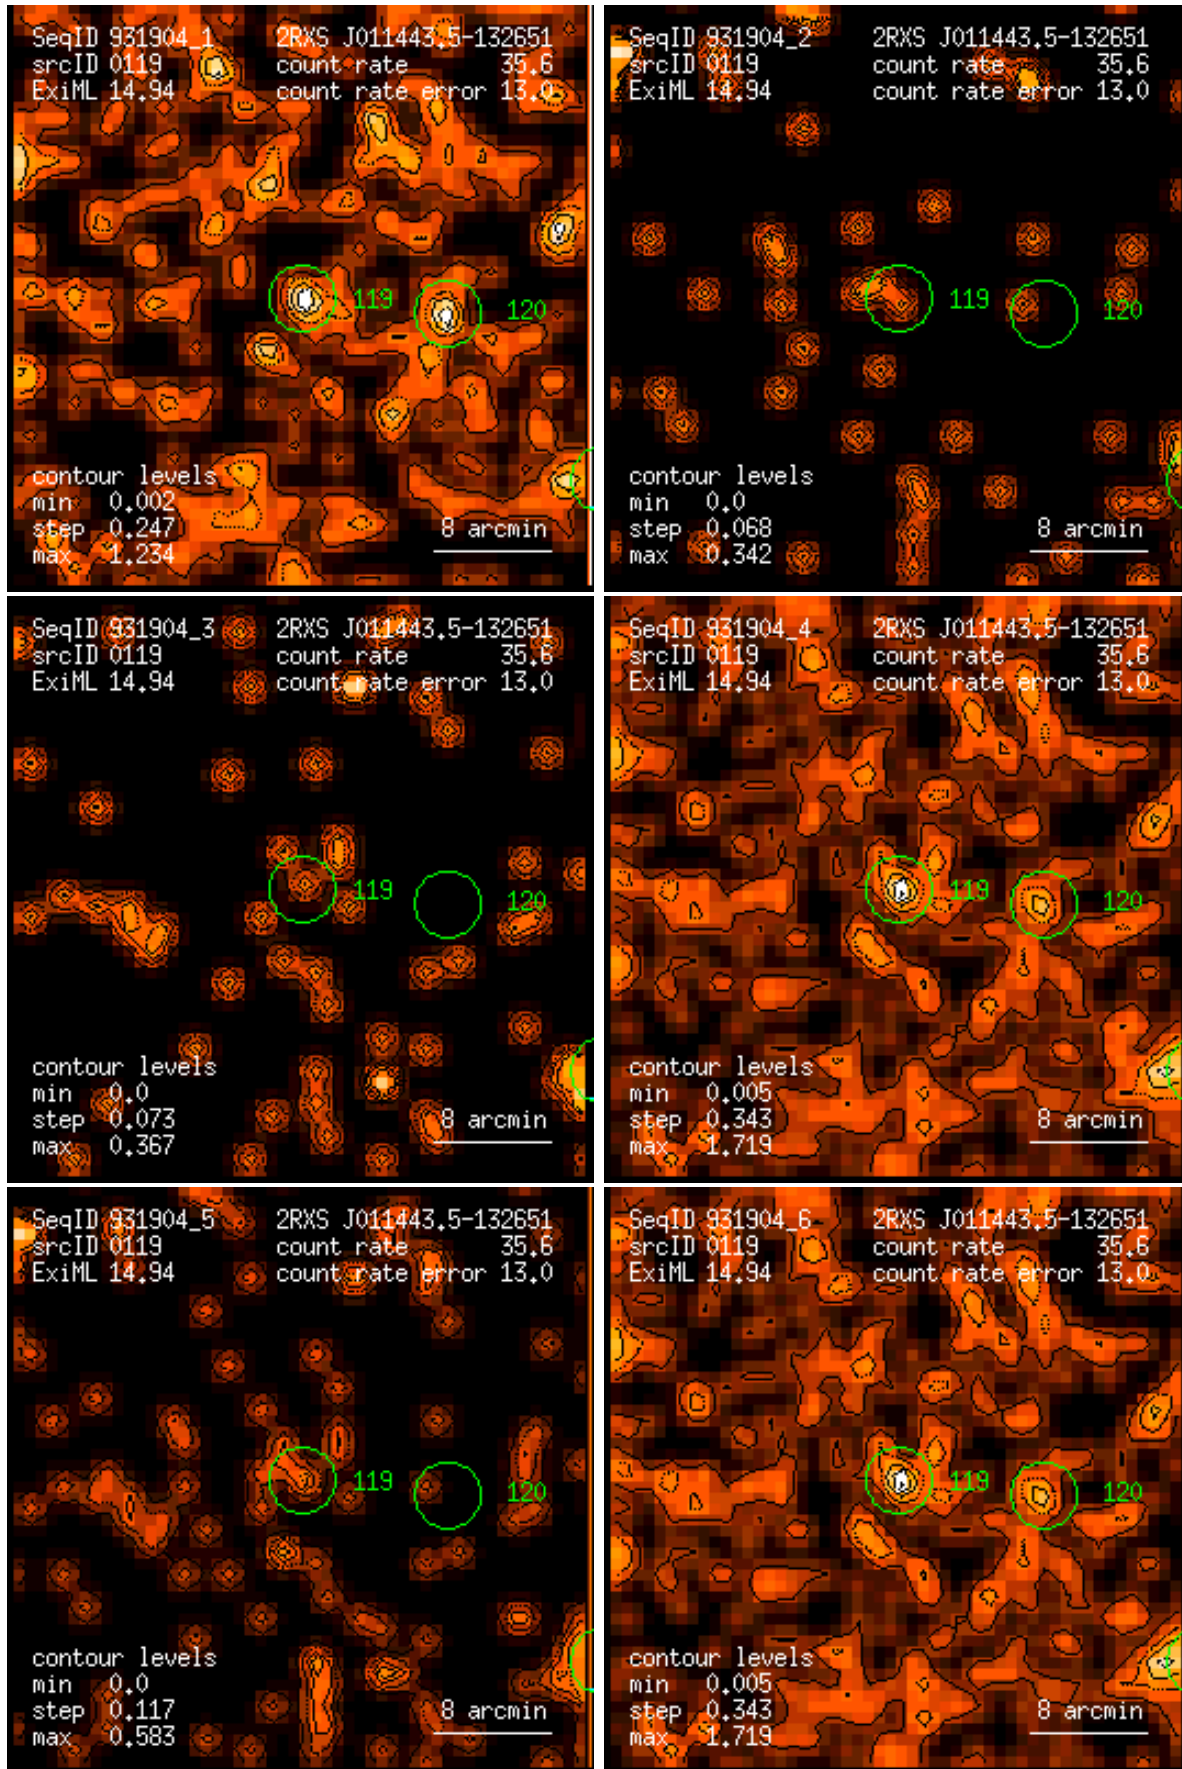 SeqID 931904_1 2RXS J011443.5-132651
srcID 0119 count rate 35.6
ExiML 14.94 count rate error 13.0
119
120
contour levels
min 0.002
step 0.247 8 arcmin
max 1.234
SeqID 931904_2 2RXS J011443.5-132651
srcID 0119 count rate 35.6
ExiML 14.94 count rate error 13.0
119
120
contour levels
min 0.0
step 0.068 8 arcmin
max 0.342
SeqID 931904_3 2RXS J011443.5-132651
srcID 0119 count rate 35.6
ExiML 14.94 count rate error 13.0
119
120
contour levels
min 0.0
step 0.073 8 arcmin
max 0.367
SeqID 931904_4 2RXS J011443.5-132651
srcID 0119 count rate 35.6
ExiML 14.94 count rate error 13.0
119
120
contour levels
min 0.005
step 0.343 8 arcmin
max 1.719
SeqID 931904_5 2RXS J011443.5-132651
srcID 0119 count rate 35.6
ExiML 14.94 count rate error 13.0
119
120
contour levels
min 0.0
step 0.117 8 arcmin
max 0.583
SeqID 931904_6 2RXS J011443.5-132651
srcID 0119 count rate 35.6
ExiML 14.94 count rate error 13.0
119
120
contour levels
min 0.005
step 0.343 8 arcmin
max 1.719